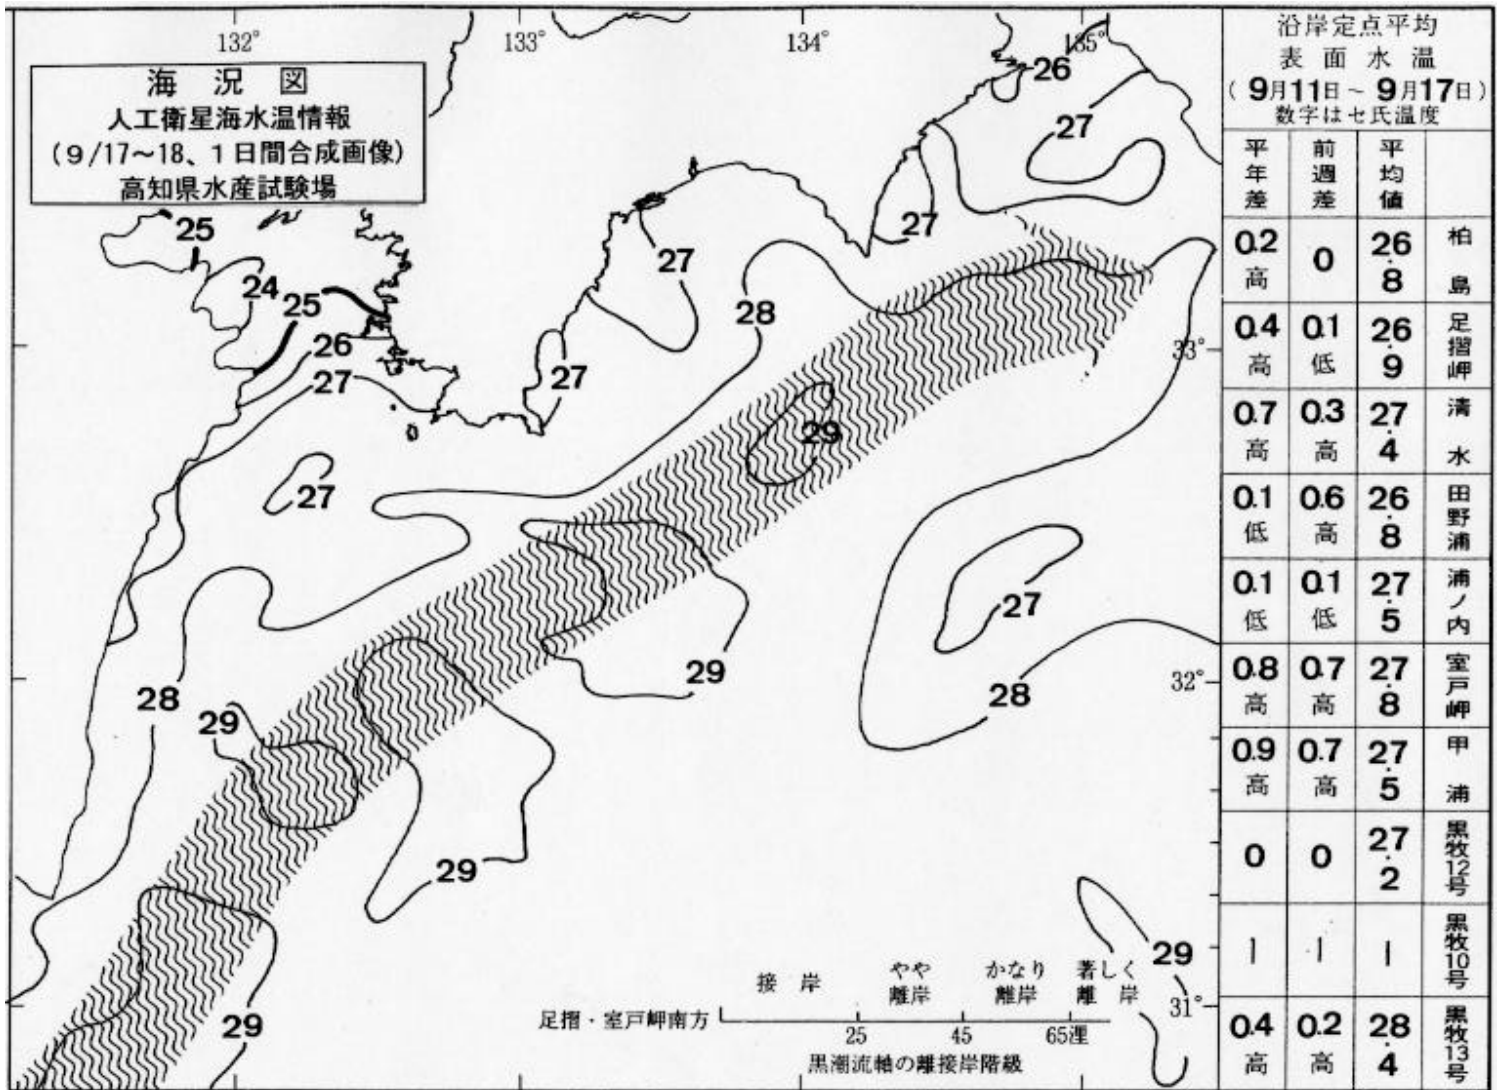 132°
133°
134°
135°
海況図
人工衛星海水温情報
(9/17~18、1日間合成画像)
高知県水産試験場
26
27
25
27
24
25
27
28
26
33°
27
27
29
27
27
29
32°
28
28
29
29
29
29
31°
接岸
やや離岸
かなり離岸
著しく離岸
足摺・室戸岬南方
25
45
65浬
黒潮流軸の離接岸階級
沿岸定点平均
表面水温
(9月11日~9月17日)
数字はセ氏温度
平年差 前週差 平均値
0.2高 0 26.8 柏島
0.4高 0.1低 26.9 足摺岬
0.7高 0.3高 27.4 清水
0.1低 0.6高 26.8 田野浦
0.1低 0.1低 27.5 浦ノ内
0.8高 0.7高 27.8 室戸岬
0.9高 0.7高 27.5 甲浦
0 0 27.2 黒牧12号
| | | 黒牧10号
0.4高 0.2高 28.4 黒牧13号